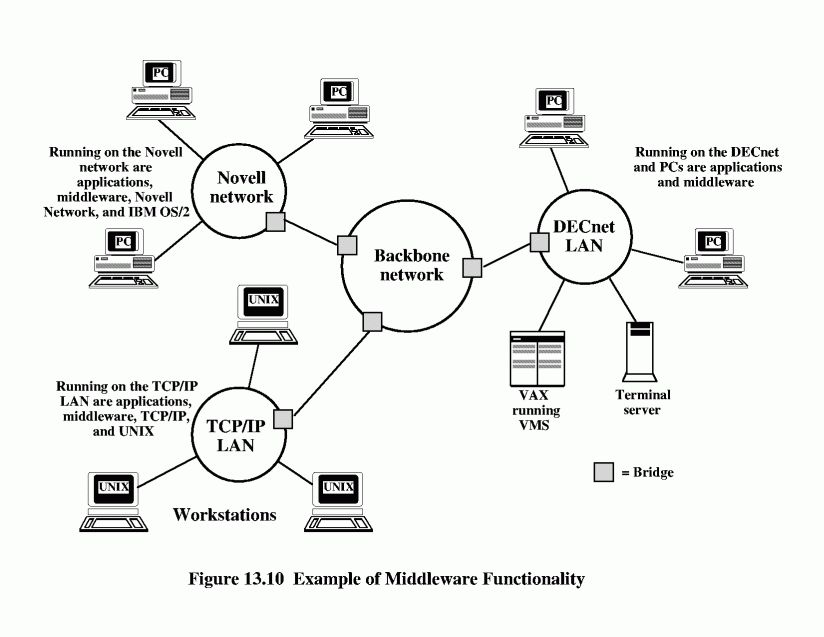 PC
PC
Running on the Novell
network are
applications,
middleware, Novell
Network, and IBM OS/2
Novell
network
PC
PC
Running on the DECnet
and PCs are applications
and middleware
DECnet
LAN
PC
Backbone
network
UNIX
Running on the TCP/IP
LAN are applications,
middleware, TCP/IP,
and UNIX
TCP/IP
LAN
UNIX
UNIX
Workstations
VAX
running
VMS
Terminal
server
= Bridge
Figure 13.10 Example of Middleware Functionality